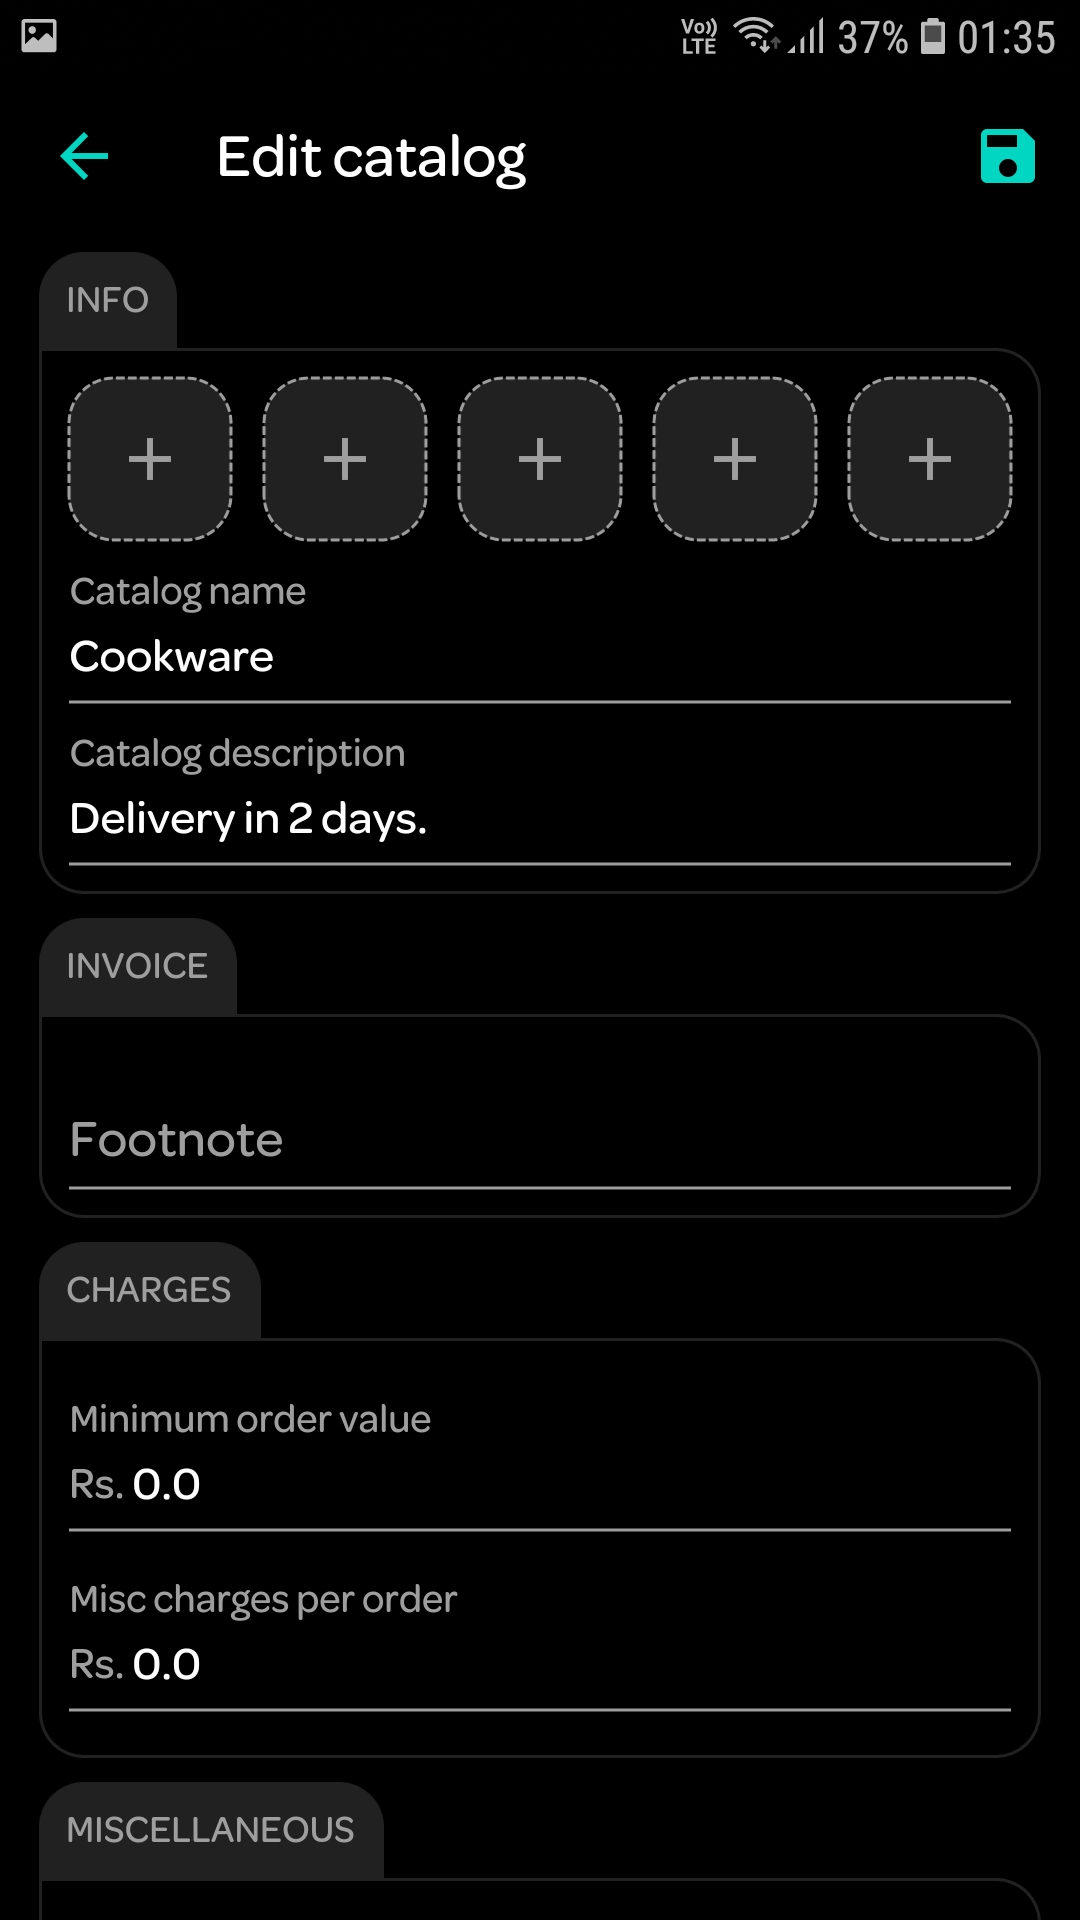 Vo)) LTE 37% 01:35
Edit catalog
INFO
Catalog name
Cookware
Catalog description
Delivery in 2 days.
INVOICE
Footnote
CHARGES
Minimum order value
Rs. 0.0
Misc charges per order
Rs. 0.0
MISCELLANEOUS